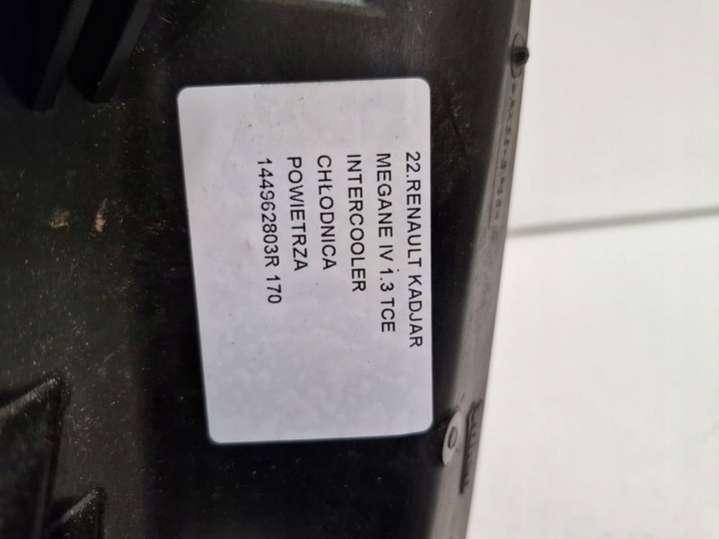 22.RENAULT KADJAR
MEGANE IV 1.3 TCE
INTERCOOLER
CHŁODNICA
POWIETRZA
144962803R 170